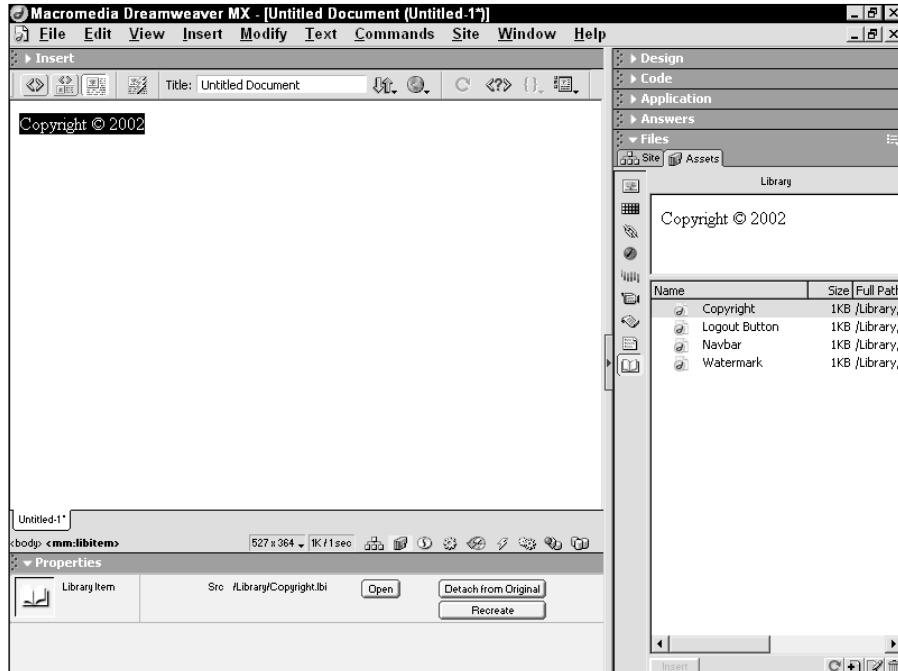 Macromedia Dreamweaver MX - [Untitled Document (Untitled-1*)]
File Edit View Insert Modify Text Commands Site Window Help
Insert
Title: Untitled Document
Copyright © 2002
Untitled-1*
<body> <mm:libitem>
527 x 364 1K / 1 sec
Properties
Library Item Src /Library/Copyright.lbi Open Detach from Original
Recreate
Design
Code
Application
Answers
Files
Site Assets
Library
Copyright © 2002
Name Size Full Path
Copyright 1KB /Library/
Logout Button 1KB /Library/
Navbar 1KB /Library/
Watermark 1KB /Library/
Insert